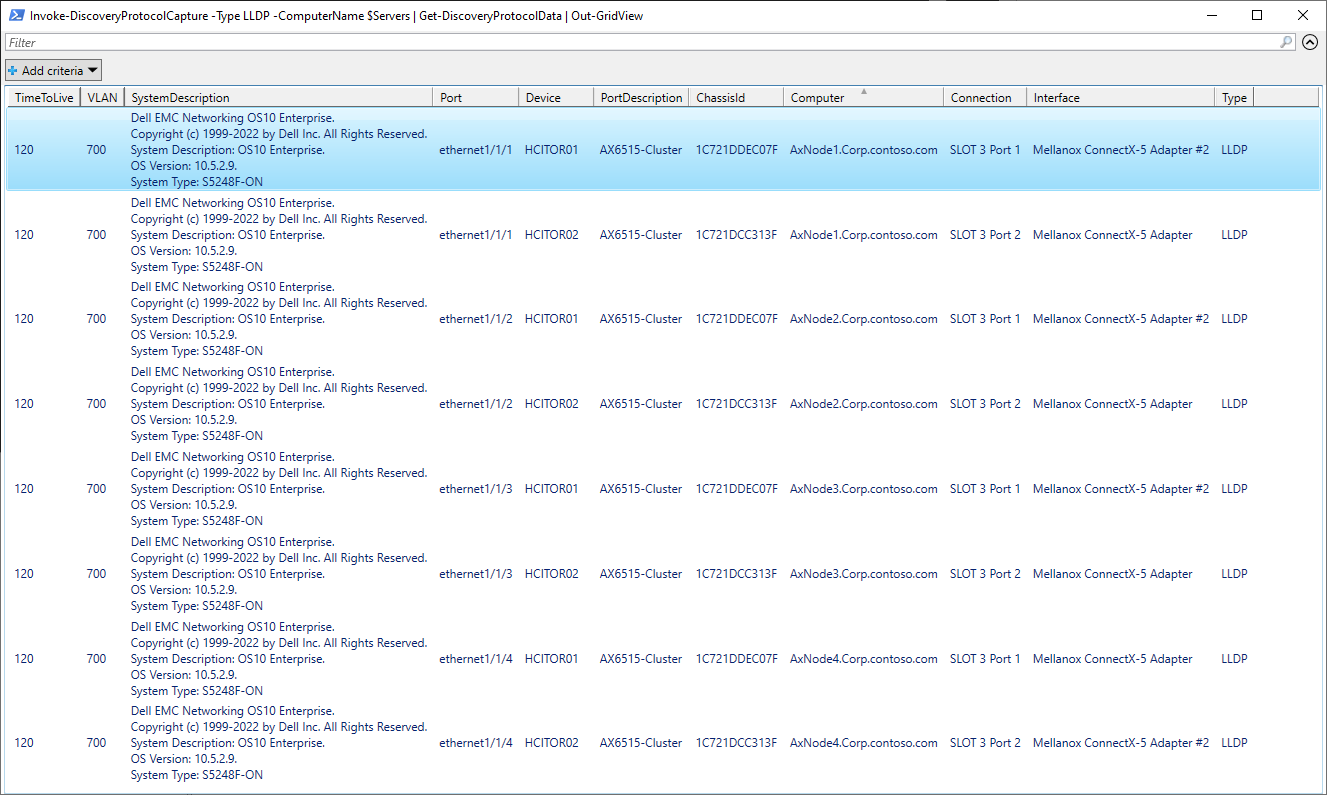 Invoke-DiscoveryProtocolCapture -Type LLDP -ComputerName $Servers | Get-DiscoveryProtocolData | Out-GridView
Filter
Add criteria
TimeToLive VLAN SystemDescription Port Device PortDescription ChassisId Computer Connection Interface Type
Dell EMC Networking OS10 Enterprise.
Copyright (c) 1999-2022 by Dell Inc. All Rights Reserved.
120 700 System Description: OS10 Enterprise. ethernet1/1/1 HCITOR01 AX6515-Cluster 1C721DDEC07F AxNode1.Corp.contoso.com SLOT 3 Port 1 Mellanox ConnectX-5 Adapter #2 LLDP
OS Version: 10.5.2.9.
System Type: S5248F-ON
Dell EMC Networking OS10 Enterprise.
Copyright (c) 1999-2022 by Dell Inc. All Rights Reserved.
120 700 System Description: OS10 Enterprise. ethernet1/1/1 HCITOR02 AX6515-Cluster 1C721DCC313F AxNode1.Corp.contoso.com SLOT 3 Port 2 Mellanox ConnectX-5 Adapter LLDP
OS Version: 10.5.2.9.
System Type: S5248F-ON
Dell EMC Networking OS10 Enterprise.
Copyright (c) 1999-2022 by Dell Inc. All Rights Reserved.
120 700 System Description: OS10 Enterprise. ethernet1/1/2 HCITOR01 AX6515-Cluster 1C721DDEC07F AxNode2.Corp.contoso.com SLOT 3 Port 1 Mellanox ConnectX-5 Adapter #2 LLDP
OS Version: 10.5.2.9.
System Type: S5248F-ON
Dell EMC Networking OS10 Enterprise.
Copyright (c) 1999-2022 by Dell Inc. All Rights Reserved.
120 700 System Description: OS10 Enterprise. ethernet1/1/2 HCITOR02 AX6515-Cluster 1C721DCC313F AxNode2.Corp.contoso.com SLOT 3 Port 2 Mellanox ConnectX-5 Adapter LLDP
OS Version: 10.5.2.9.
System Type: S5248F-ON
Dell EMC Networking OS10 Enterprise.
Copyright (c) 1999-2022 by Dell Inc. All Rights Reserved.
120 700 System Description: OS10 Enterprise. ethernet1/1/3 HCITOR01 AX6515-Cluster 1C721DDEC07F AxNode3.Corp.contoso.com SLOT 3 Port 1 Mellanox ConnectX-5 Adapter #2 LLDP
OS Version: 10.5.2.9.
System Type: S5248F-ON
Dell EMC Networking OS10 Enterprise.
Copyright (c) 1999-2022 by Dell Inc. All Rights Reserved.
120 700 System Description: OS10 Enterprise. ethernet1/1/3 HCITOR02 AX6515-Cluster 1C721DCC313F AxNode3.Corp.contoso.com SLOT 3 Port 2 Mellanox ConnectX-5 Adapter LLDP
OS Version: 10.5.2.9.
System Type: S5248F-ON
Dell EMC Networking OS10 Enterprise.
Copyright (c) 1999-2022 by Dell Inc. All Rights Reserved.
120 700 System Description: OS10 Enterprise. ethernet1/1/4 HCITOR01 AX6515-Cluster 1C721DDEC07F AxNode4.Corp.contoso.com SLOT 3 Port 1 Mellanox ConnectX-5 Adapter LLDP
OS Version: 10.5.2.9.
System Type: S5248F-ON
Dell EMC Networking OS10 Enterprise.
Copyright (c) 1999-2022 by Dell Inc. All Rights Reserved.
120 700 System Description: OS10 Enterprise. ethernet1/1/4 HCITOR02 AX6515-Cluster 1C721DCC313F AxNode4.Corp.contoso.com SLOT 3 Port 2 Mellanox ConnectX-5 Adapter #2 LLDP
OS Version: 10.5.2.9.
System Type: S5248F-ON